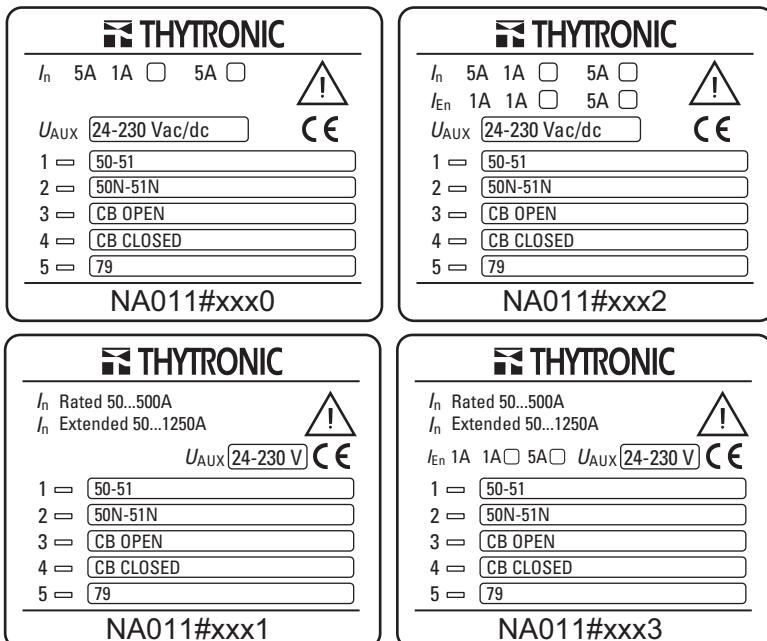 THYTRONIC
In 5A 1A 5A
UAUX 24-230 Vac/dc
CE
1 50-51
2 50N-51N
3 CB OPEN
4 CB CLOSED
5 79
NA011#xxx0
THYTRONIC
In 5A 1A 5A
IEn 1A 1A 5A
UAUX 24-230 Vac/dc
CE
1 50-51
2 50N-51N
3 CB OPEN
4 CB CLOSED
5 79
NA011#xxx2
THYTRONIC
In Rated 50...500A
In Extended 50...1250A
UAUX 24-230 V CE
1 50-51
2 50N-51N
3 CB OPEN
4 CB CLOSED
5 79
NA011#xxx1
THYTRONIC
In Rated 50...500A
In Extended 50...1250A
IEn 1A 1A 5A UAUX 24-230 V CE
1 50-51
2 50N-51N
3 CB OPEN
4 CB CLOSED
5 79
NA011#xxx3